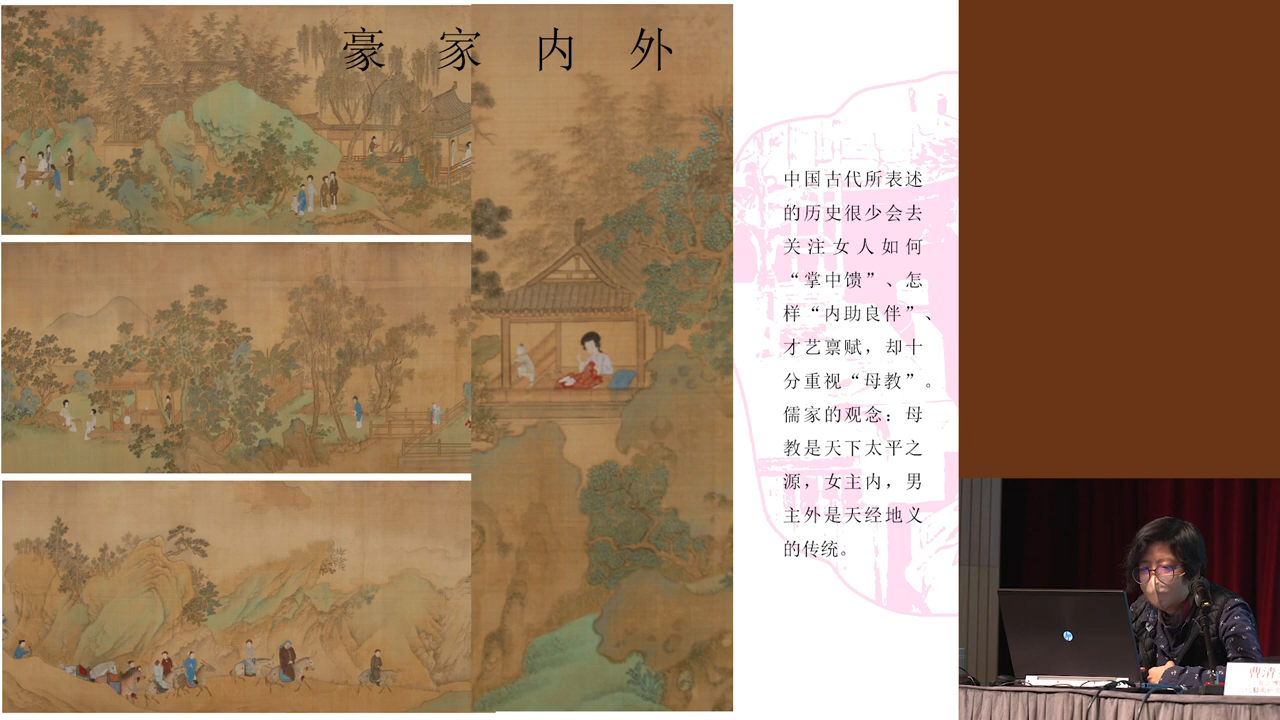 豪家内外
中国古代所表述
的历史很少会去
关注女人如何
“掌中馈”、怎
样“内助良伴”、
才艺禀赋，却十
分重视“母教”。
儒家的观念：母
教是天下太平之
源，女主内，男
主外是天经地义
的传统。
hp
曹清